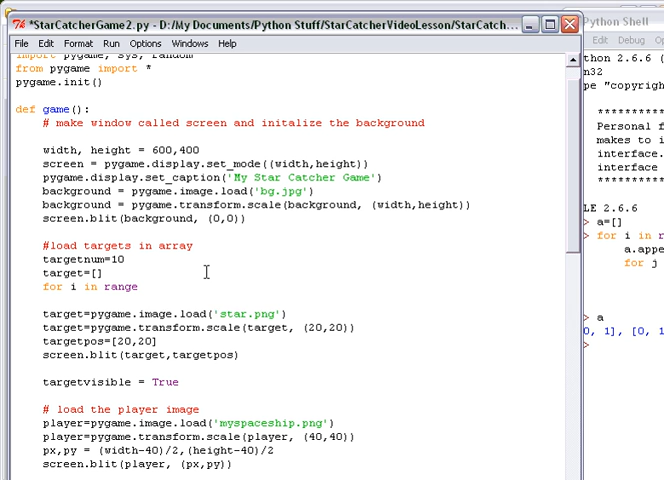 *StarCatcherGame2.py - D:/My Documents/Python Stuff/StarCatcherVideoLesson/StarCatch...
File Edit Format Run Options Windows Help
import pygame, sys, random
from pygame import *
pygame.init()
def game():
# make window called screen and initalize the background
width, height = 600,400
screen = pygame.display.set_mode((width,height))
pygame.display.set_caption('My Star Catcher Game')
background = pygame.image.load('bg.jpg')
background = pygame.transform.scale(background, (width,height))
screen.blit(background, (0,0))
#load targets in array
targetnum=10
target=[]
for i in range
target=pygame.image.load('star.png')
target=pygame.transform.scale(target, (20,20))
targetpos=[20,20]
screen.blit(target,targetpos)
targetvisible = True
# load the player image
player=pygame.image.load('myspaceship.png')
player=pygame.transform.scale(player, (40,40))
px,py = (width-40)/2,(height-40)/2
screen.blit(player, (px,py))
Python Shell
Edit Debug
thon 2.6.6 (
n32
pe "copyrig
***********
Personal f
makes to i
interface.
interface
***********
LE 2.6.6
> a=[]
> for i in r
a.appe
for j
> a
0, 1], [0, 1
>